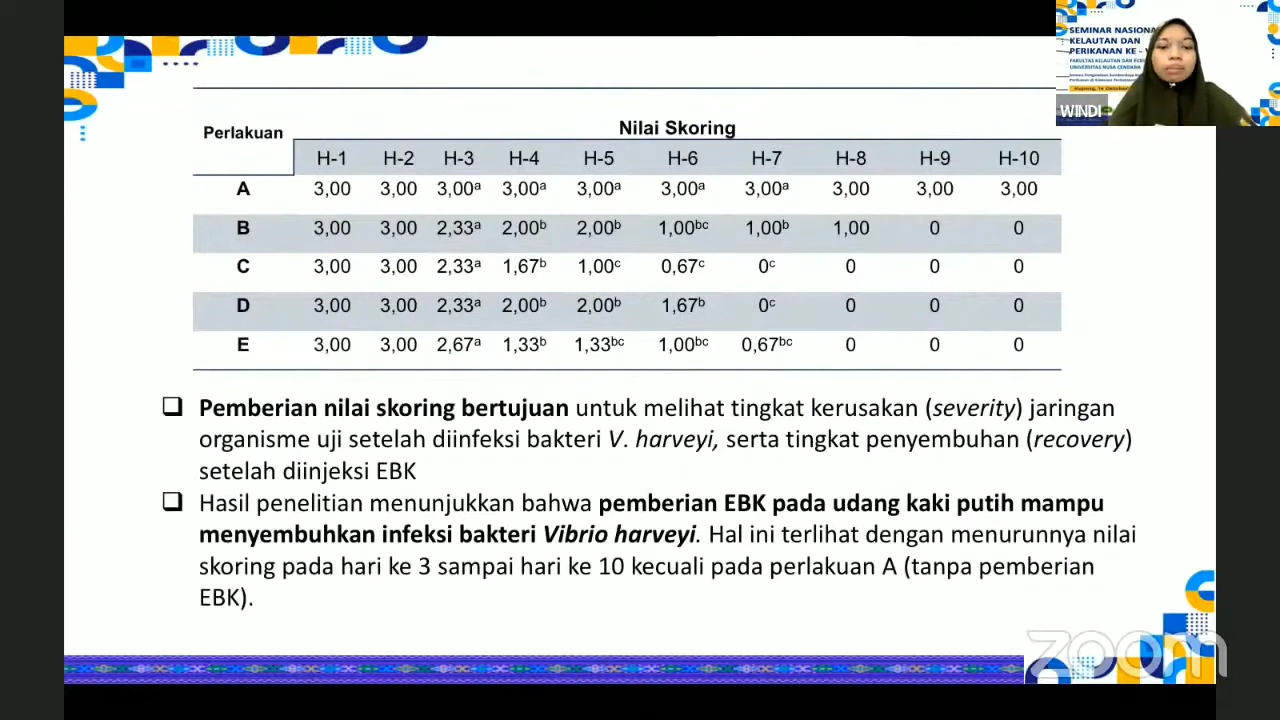 SEMINAR NASIONAL
KELAUTAN DAN
PERIKANAN KE -
FAKULTAS KELAUTAN DAN
UNIVERSITAS NUSA CENDANA
WINDI
Perlakuan
Nilai Skoring
H-1 H-2 H-3 H-4 H-5 H-6 H-7 H-8 H-9 H-10
A 3,00 3,00 3,00ᵃ 3,00ᵃ 3,00ᵃ 3,00ᵃ 3,00ᵃ 3,00 3,00 3,00
B 3,00 3,00 2,33ᵃ 2,00ᵇ 2,00ᵇ 1,00ᵇᶜ 1,00ᵇ 1,00 0 0
C 3,00 3,00 2,33ᵃ 1,67ᵇ 1,00ᶜ 0,67ᶜ 0ᶜ 0 0 0
D 3,00 3,00 2,33ᵃ 2,00ᵇ 2,00ᵇ 1,67ᵇ 0ᶜ 0 0 0
E 3,00 3,00 2,67ᵃ 1,33ᵇ 1,33ᵇᶜ 1,00ᵇᶜ 0,67ᵇᶜ 0 0 0
❑ Pemberian nilai skoring bertujuan untuk melihat tingkat kerusakan (severity) jaringan
organisme uji setelah diinfeksi bakteri V. harveyi, serta tingkat penyembuhan (recovery)
setelah diinjeksi EBK
❑ Hasil penelitian menunjukkan bahwa pemberian EBK pada udang kaki putih mampu
menyembuhkan infeksi bakteri Vibrio harveyi. Hal ini terlihat dengan menurunnya nilai
skoring pada hari ke 3 sampai hari ke 10 kecuali pada perlakuan A (tanpa pemberian
EBK).
zoom